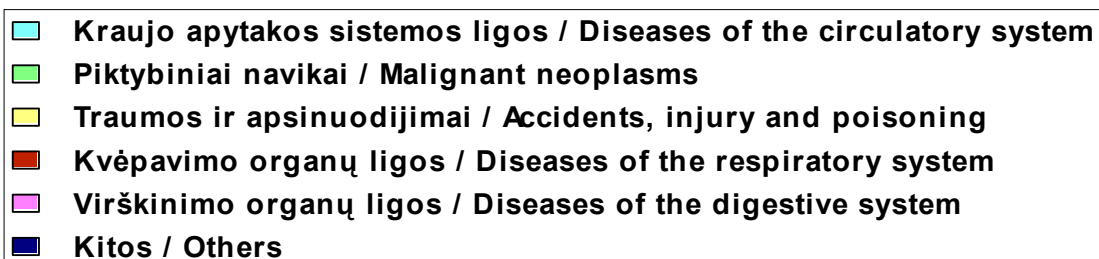 Kraujo apytakos sistemos ligos / Diseases of the circulatory system
Piktybiniai navikai / Malignant neoplasms
Traumos ir apsinuodijimai / Accidents, injury and poisoning
Kvėpavimo organų ligos / Diseases of the respiratory system
Virškinimo organų ligos / Diseases of the digestive system
Kitos / Others